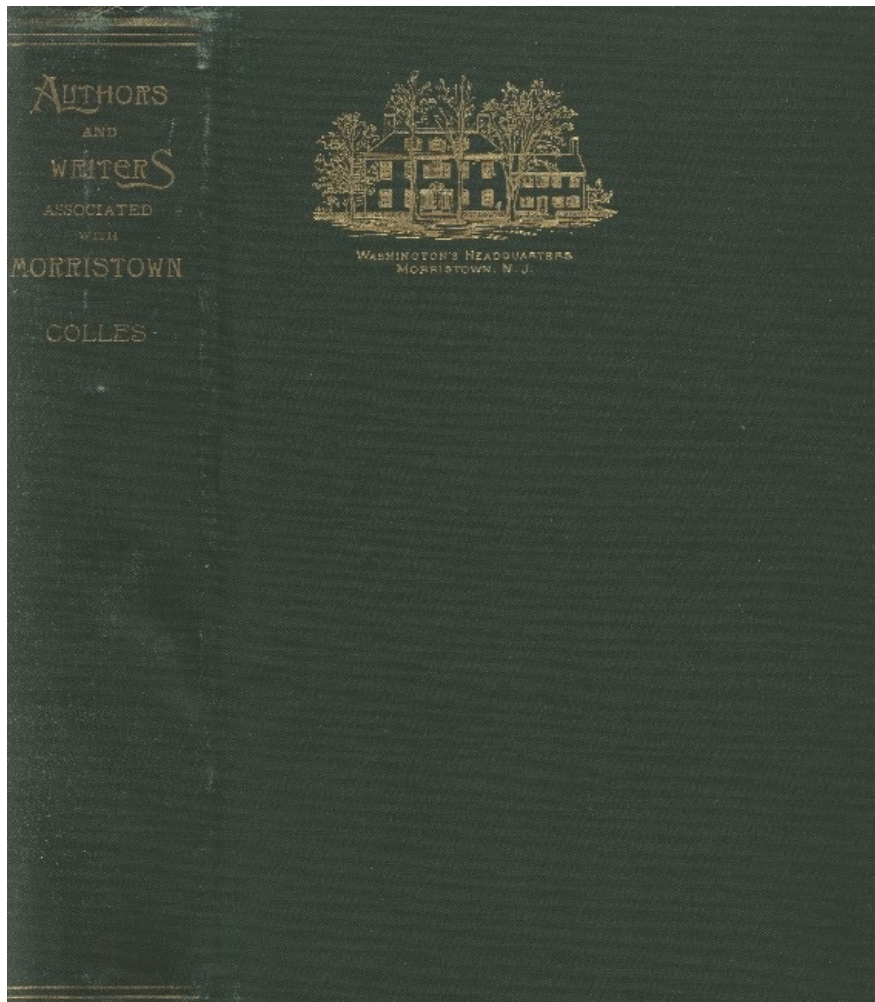 AUTHORS
AND
WRITERS
ASSOCIATED
WITH
MORRISTOWN
COLLES
WASHINGTON'S HEADQUARTERS
MORRISTOWN, N. J.